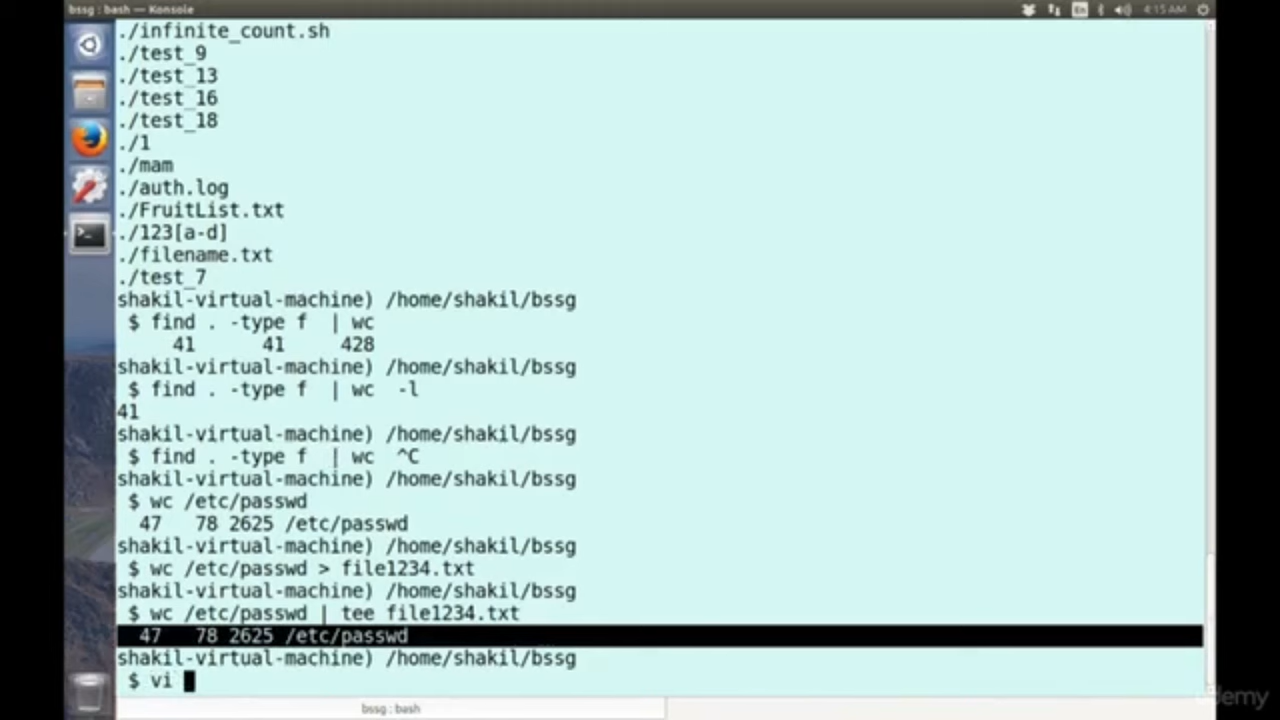 bssg : bash — Konsole
En
4:15 AM
./infinite_count.sh
./test_9
./test_13
./test_16
./test_18
./1
./mam
./auth.log
./FruitList.txt
./123[a-d]
./filename.txt
./test_7
shakil-virtual-machine) /home/shakil/bssg
$ find . -type f  | wc
41 41 428
shakil-virtual-machine) /home/shakil/bssg
$ find . -type f  | wc  -l
41
shakil-virtual-machine) /home/shakil/bssg
$ find . -type f  | wc  ^C
shakil-virtual-machine) /home/shakil/bssg
$ wc /etc/passwd
47 78 2625 /etc/passwd
shakil-virtual-machine) /home/shakil/bssg
$ wc /etc/passwd > file1234.txt
shakil-virtual-machine) /home/shakil/bssg
$ wc /etc/passwd | tee file1234.txt
47 78 2625 /etc/passwd
shakil-virtual-machine) /home/shakil/bssg
$ vi
bssg : bash
udemy